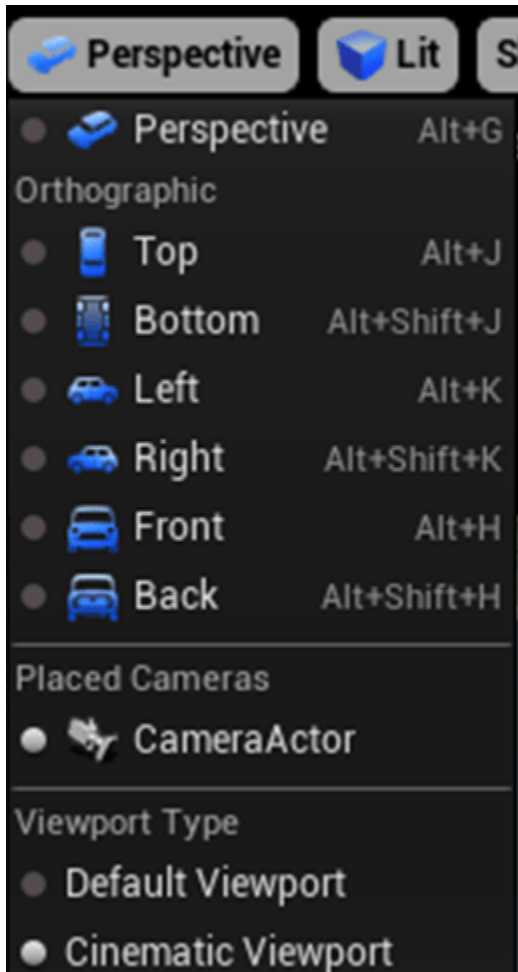 Perspective Lit S
Perspective Alt+G
Orthographic
Top Alt+J
Bottom Alt+Shift+J
Left Alt+K
Right Alt+Shift+K
Front Alt+H
Back Alt+Shift+H
Placed Cameras
CameraActor
Viewport Type
Default Viewport
Cinematic Viewport